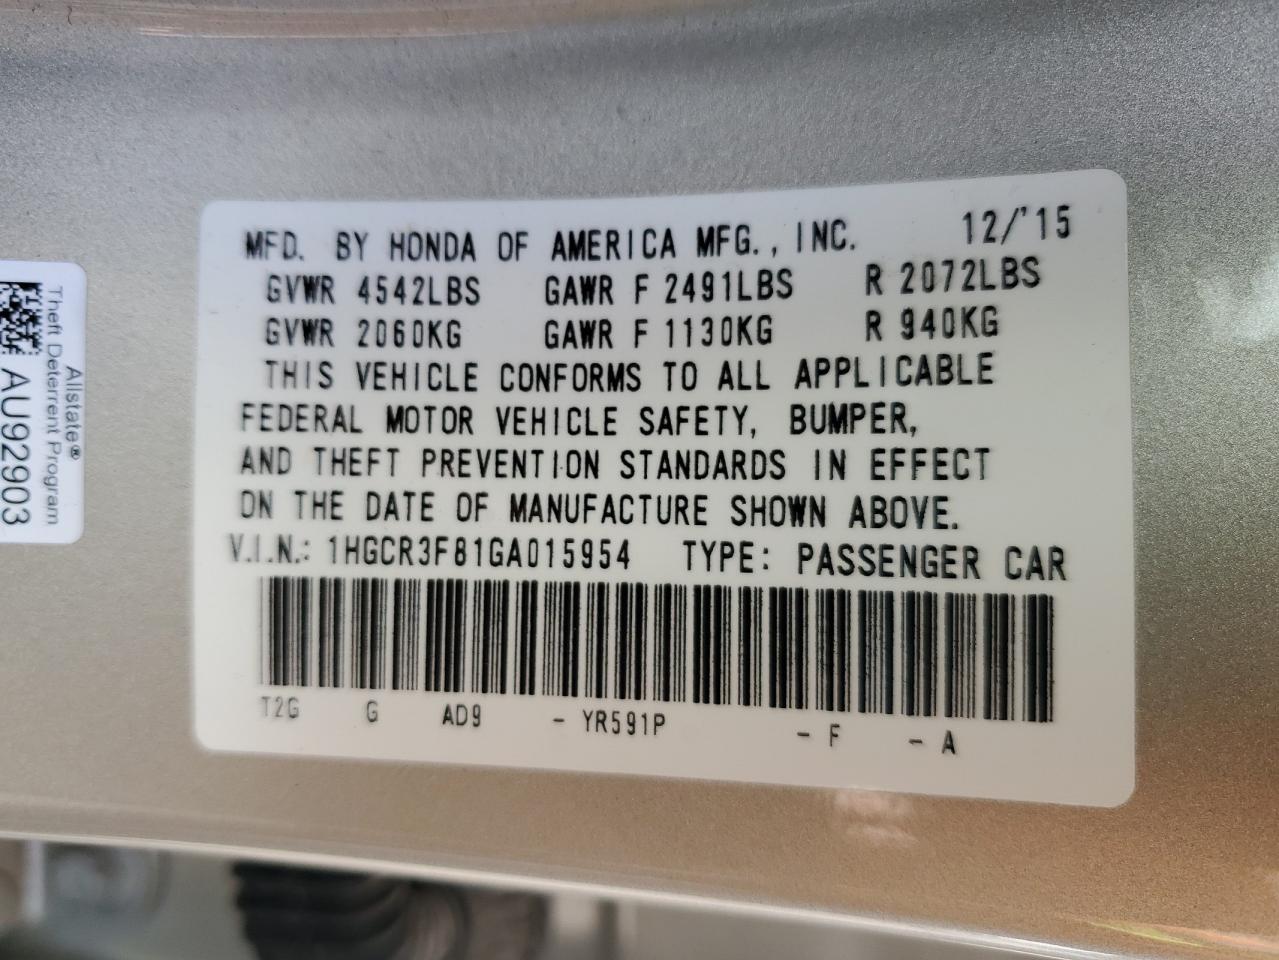 MFD. BY HONDA OF AMERICA MFG., INC. 12/'15
GVWR 4542LBS GAWR F 2491LBS R 2072LBS
GVWR 2060KG GAWR F 1130KG R 940KG
THIS VEHICLE CONFORMS TO ALL APPLICABLE
FEDERAL MOTOR VEHICLE SAFETY, BUMPER,
AND THEFT PREVENTION STANDARDS IN EFFECT
ON THE DATE OF MANUFACTURE SHOWN ABOVE.
V.I.N.: 1HGCR3F81GA015954 TYPE: PASSENGER CAR
T2G G AD9 - YR591P - F - A
Allstate®
Theft Deterrent Program
AU92903